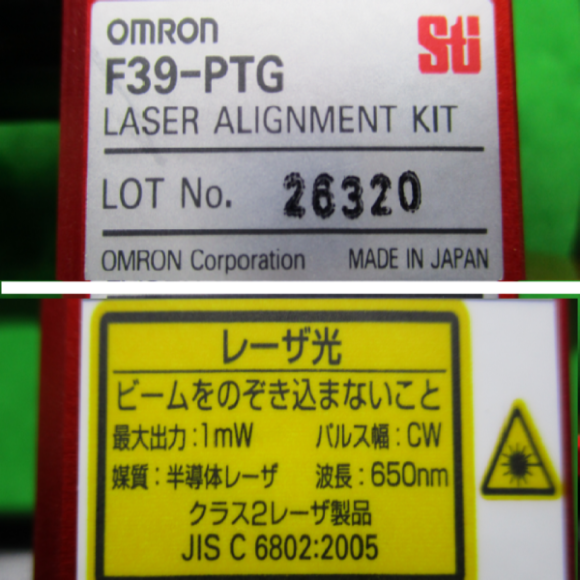 OMRON
Sti
F39-PTG
LASER ALIGNMENT KIT
LOT No. 26320
OMRON Corporation MADE IN JAPAN
レーザ光
ビームをのぞき込まないこと
最大出力:1mW パルス幅:CW
媒質:半導体レーザ 波長:650nm
クラス2レーザ製品
JIS C 6802:2005